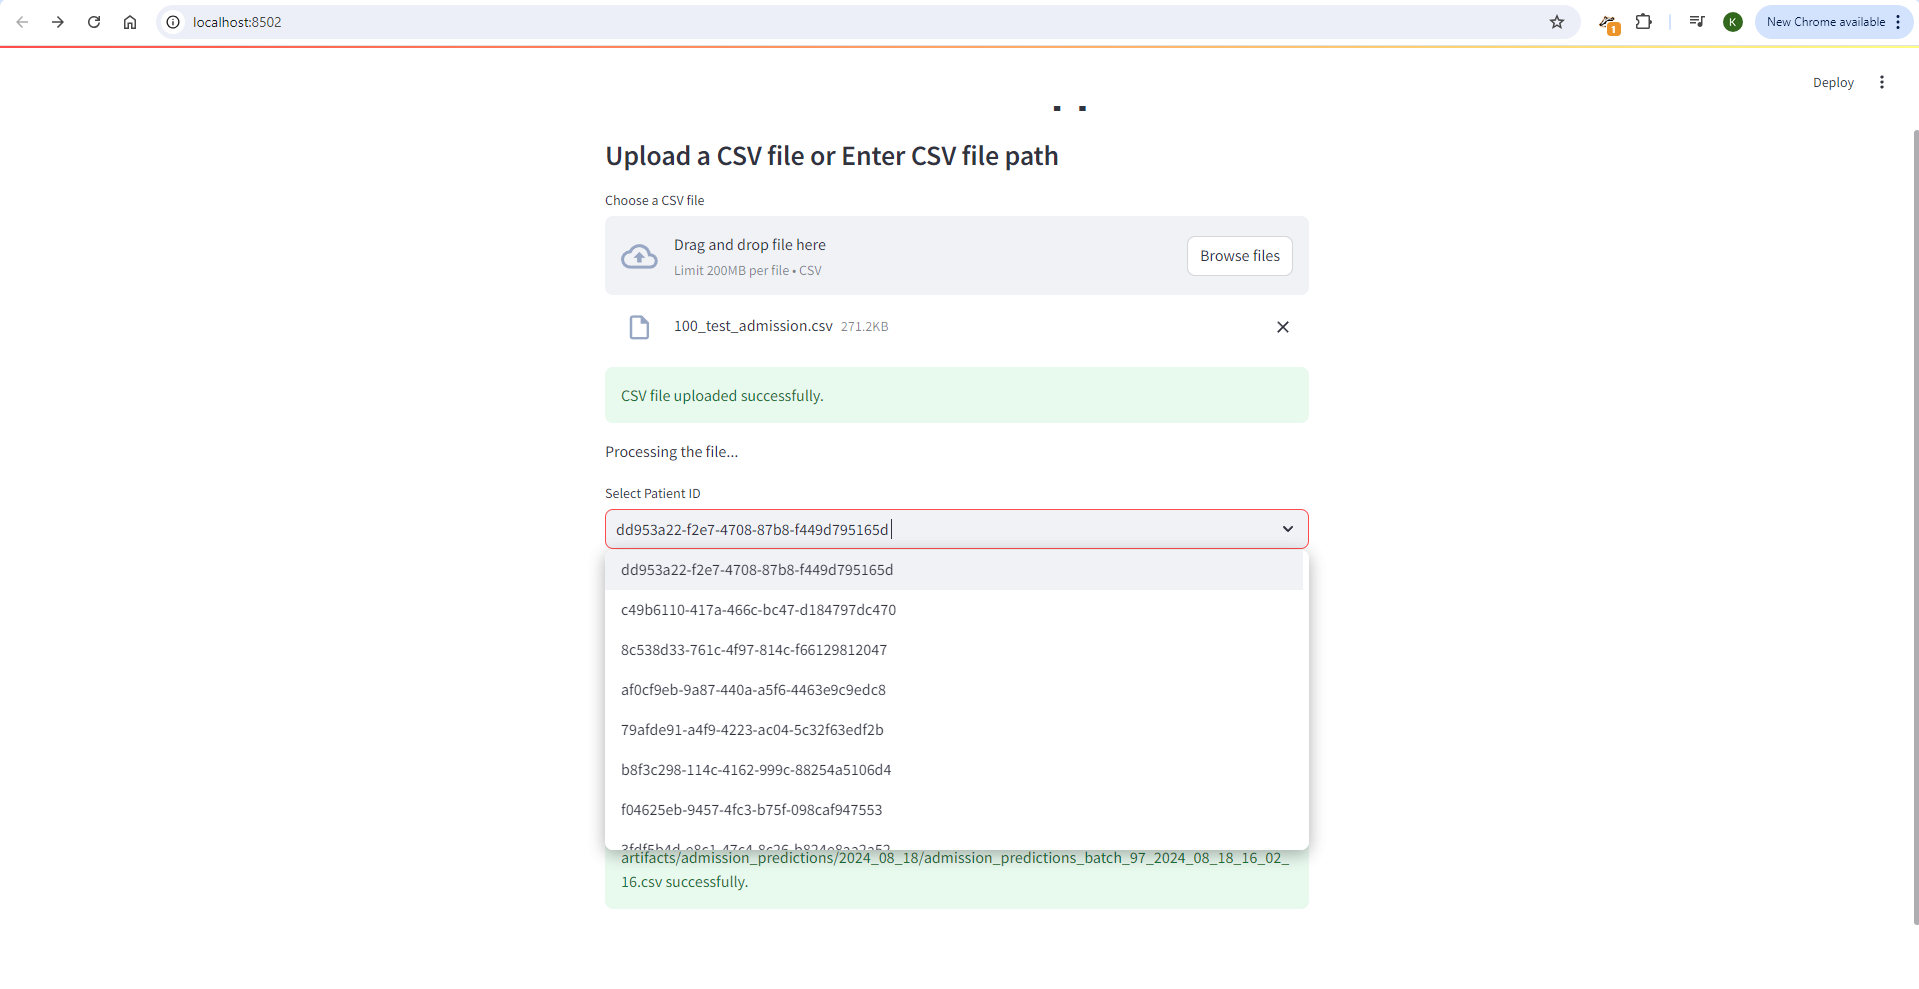 localhost:8502
1
K
New Chrome available
Deploy
Upload a CSV file or Enter CSV file path
Choose a CSV file
Drag and drop file here
Limit 200MB per file • CSV
Browse files
100_test_admission.csv 271.2KB
CSV file uploaded successfully.
Processing the file...
Select Patient ID
dd953a22-f2e7-4708-87b8-f449d795165d
dd953a22-f2e7-4708-87b8-f449d795165d
c49b6110-417a-466c-bc47-d184797dc470
8c538d33-761c-4f97-814c-f66129812047
af0cf9eb-9a87-440a-a5f6-4463e9c9edc8
79afde91-a4f9-4223-ac04-5c32f63edf2b
b8f3c298-114c-4162-999c-88254a5106d4
f04625eb-9457-4fc3-b75f-098caf947553
artifacts/admission_predictions/2024_08_18/admission_predictions_batch_97_2024_08_18_16_02_
16.csv successfully.